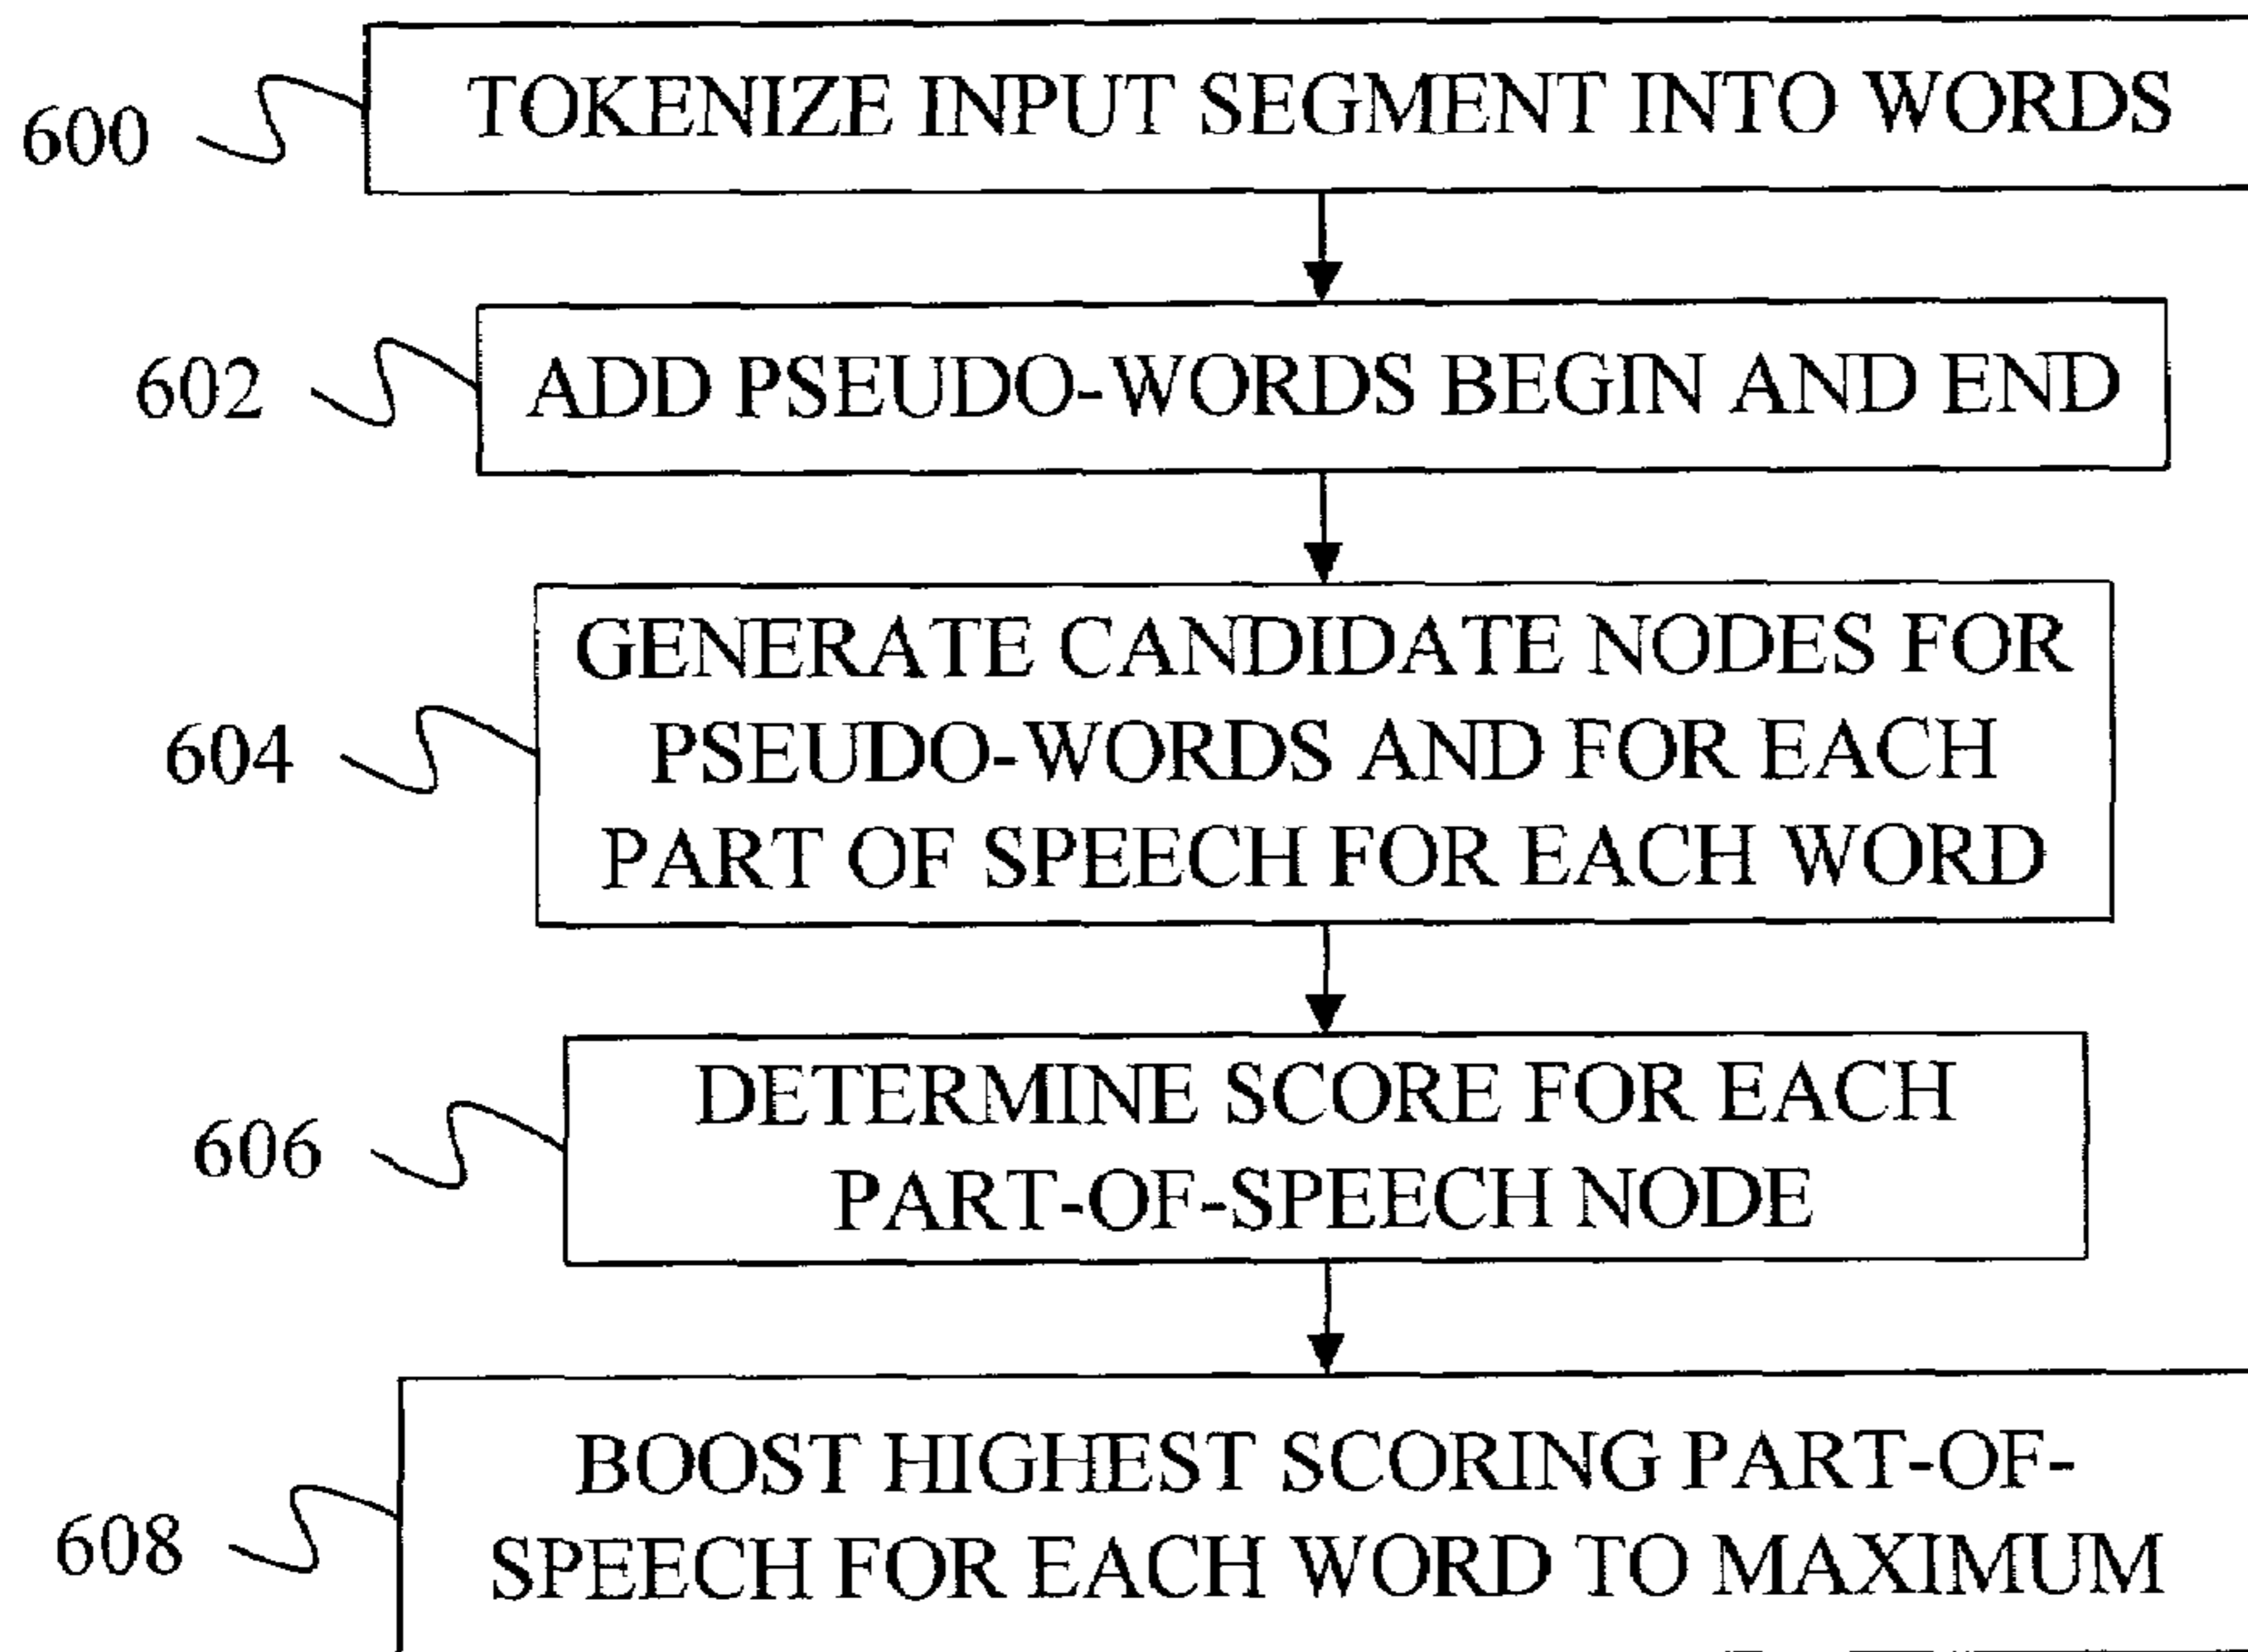 600 TOKENIZE INPUT SEGMENT INTO WORDS
602 ADD PSEUDO-WORDS BEGIN AND END
GENERATE CANDIDATE NODES FOR
604 PSEUDO-WORDS AND FOR EACH
PART OF SPEECH FOR EACH WORD
DETERMINE SCORE FOR EACH
606 PART-OF-SPEECH NODE
BOOST HIGHEST SCORING PART-OF-
608 SPEECH FOR EACH WORD TO MAXIMUM